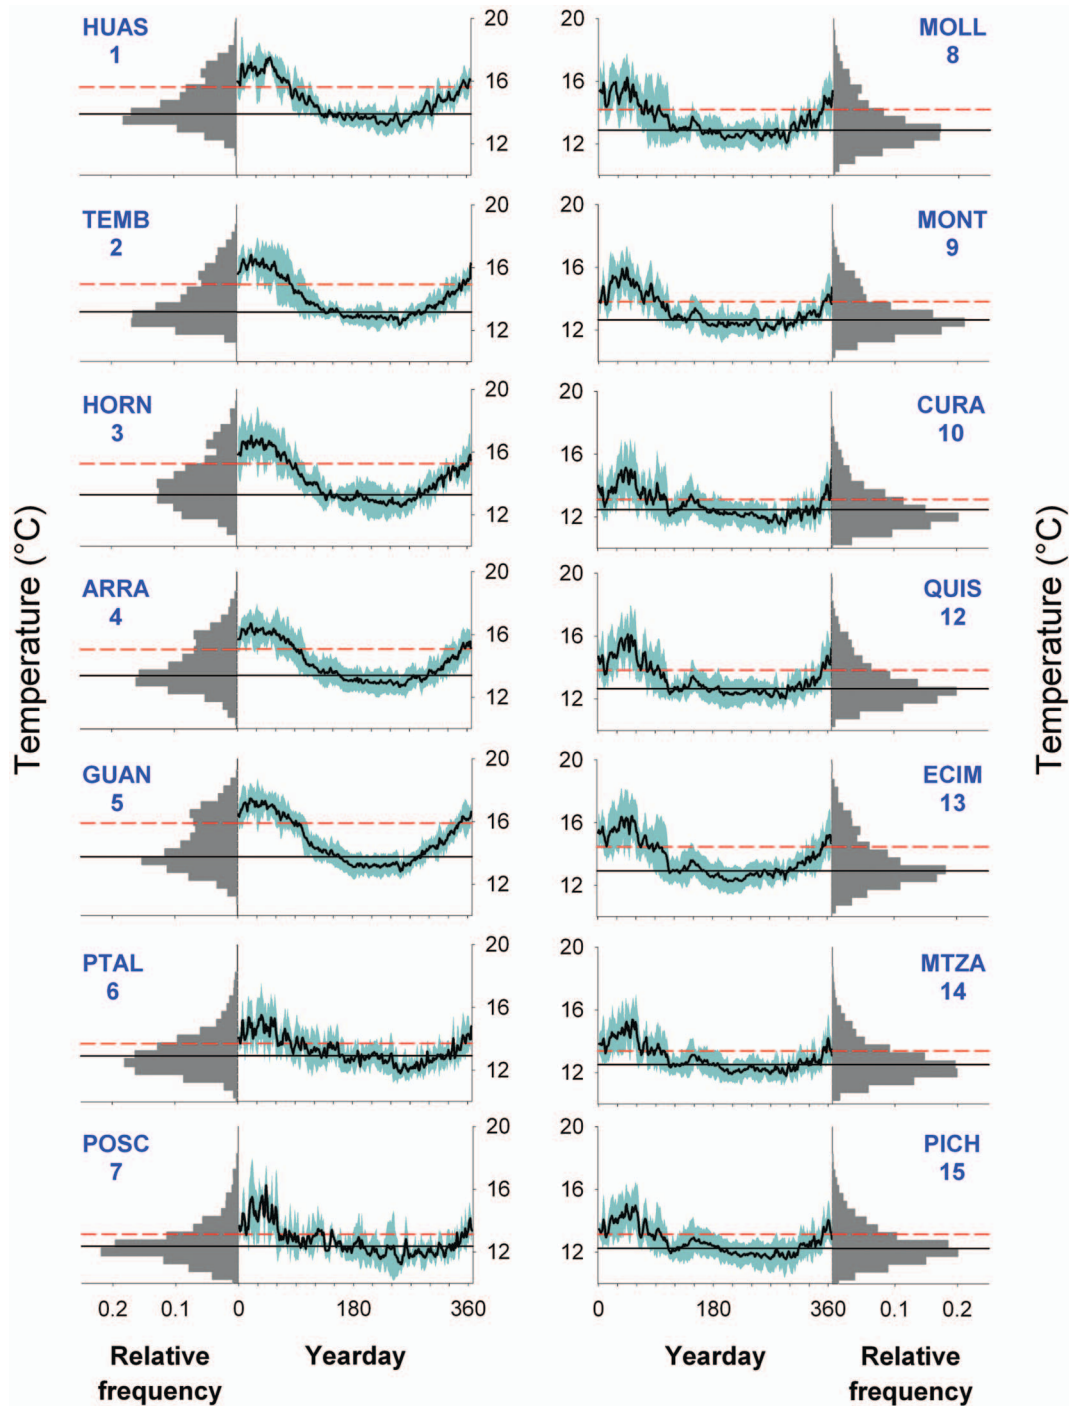 HUAS
1
20
16
12
MOLL
8
20
16
12
TEMB
2
20
16
12
MONT
9
20
16
12
HORN
3
20
16
12
CURA
10
20
16
12
ARRA
4
20
16
12
QUIS
12
20
16
12
GUAN
5
20
16
12
ECIM
13
20
16
12
PTAL
6
20
16
12
MTZA
14
20
16
12
POSC
7
20
16
12
PICH
15
20
16
12
Temperature (°C)
Temperature (°C)
0.2 0.1 0 180 360
0 180 360 0.1 0.2
Relative
frequency
Yearday
Yearday
Relative
frequency